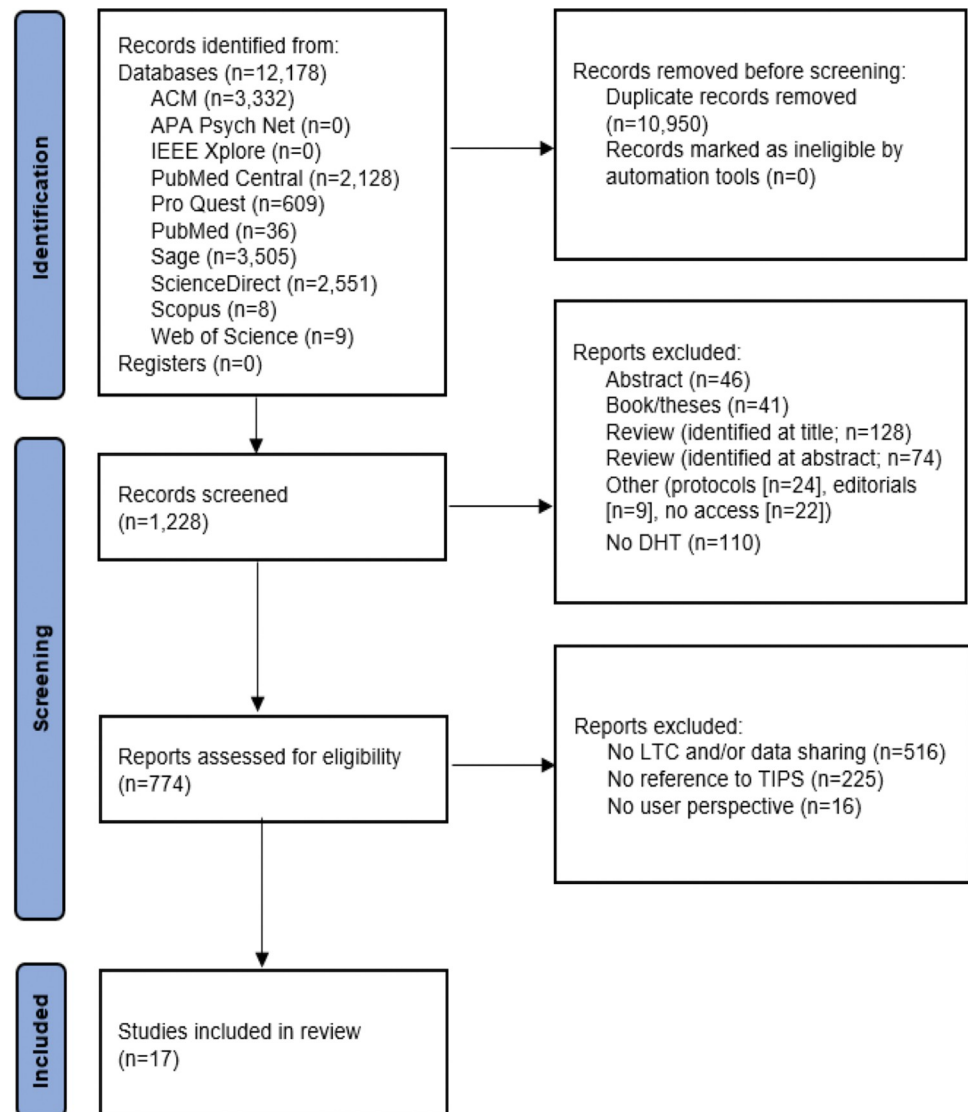 Identification
Records identified from:
Databases (n=12,178)
ACM (n=3,332)
APA Psych Net (n=0)
IEEE Xplore (n=0)
PubMed Central (n=2,128)
Pro Quest (n=609)
PubMed (n=36)
Sage (n=3,505)
ScienceDirect (n=2,551)
Scopus (n=8)
Web of Science (n=9)
Registers (n=0)
Records removed before screening:
Duplicate records removed
(n=10,950)
Records marked as ineligible by
automation tools (n=0)
Screening
Records screened
(n=1,228)
Reports excluded:
Abstract (n=46)
Book/theses (n=41)
Review (identified at title; n=128)
Review (identified at abstract; n=74)
Other (protocols [n=24], editorials
[n=9], no access [n=22])
No DHT (n=110)
Reports assessed for eligibility
(n=774)
Reports excluded:
No LTC and/or data sharing (n=516)
No reference to TIPS (n=225)
No user perspective (n=16)
Included
Studies included in review
(n=17)